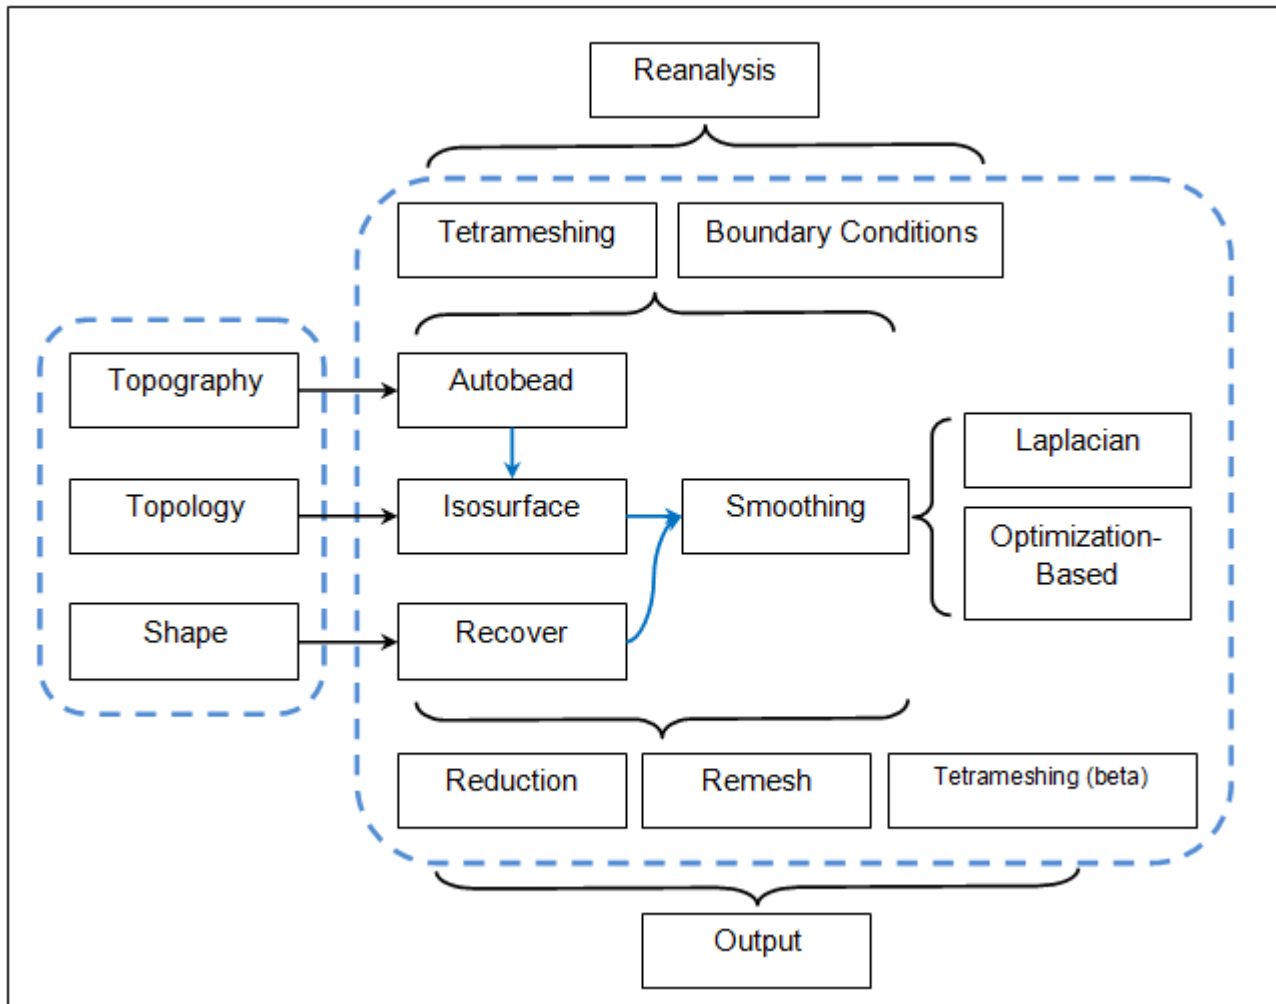 Reanalysis
Tetrameshing
Boundary Conditions
Topography
Autobead
Topology
Isosurface
Smoothing
Laplacian
Optimization-
Based
Shape
Recover
Reduction
Remesh
Tetrameshing (beta)
Output